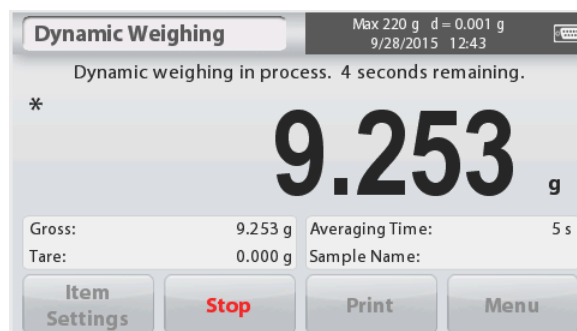 Dynamic Weighing
Max 220 g d = 0.001 g
9/28/2015 12:43
Dynamic weighing in process. 4 seconds remaining.
*
9.253 g
Gross: 9.253 g Averaging Time: 5 s
Tare: 0.000 g Sample Name:
Item Settings
Stop
Print
Menu